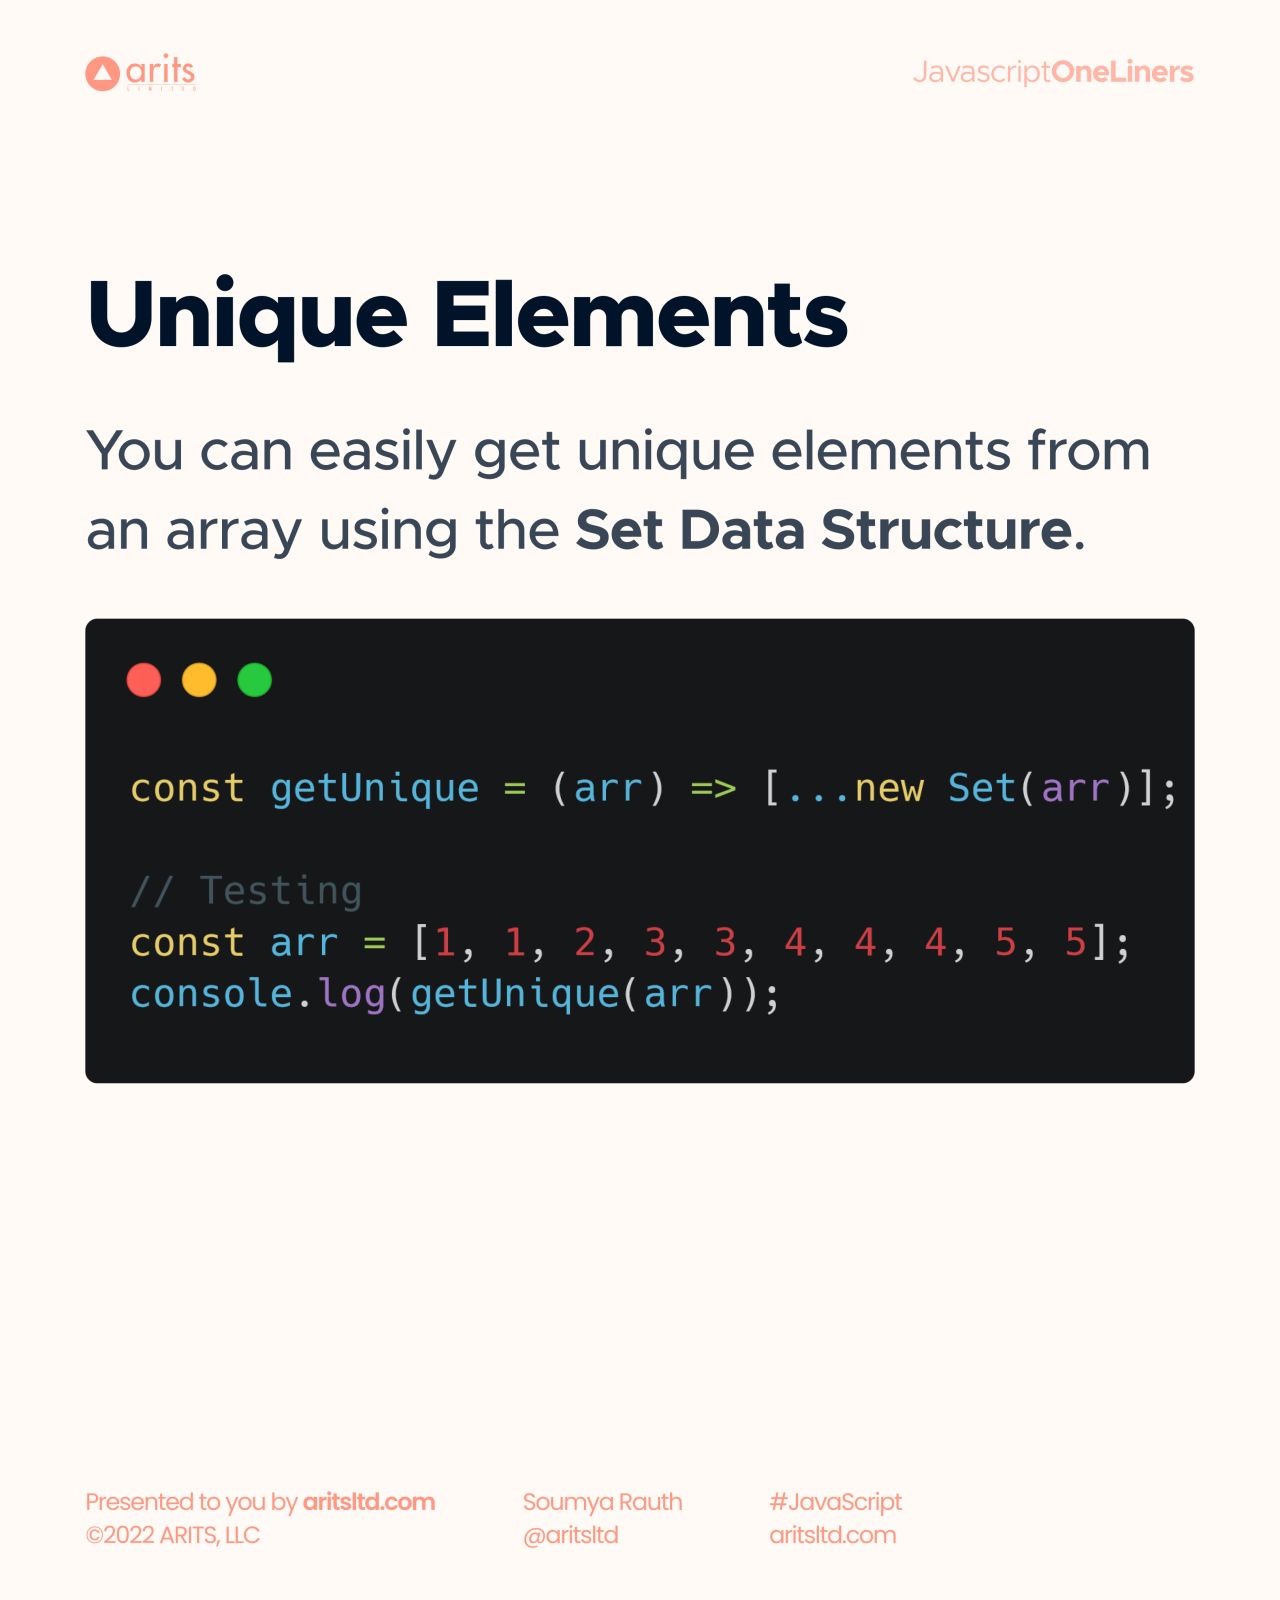 arits
LIMITED
JavascriptOneLiners
Unique Elements
You can easily get unique elements from
an array using the Set Data Structure.
const getUnique = (arr) => [...new Set(arr)];
// Testing
const arr = [1, 1, 2, 3, 3, 4, 4, 4, 5, 5];
console.log(getUnique(arr));
Presented to you by aritsltd.com
©2022 ARITS, LLC
Soumya Rauth
@aritsltd
#JavaScript
aritsltd.com